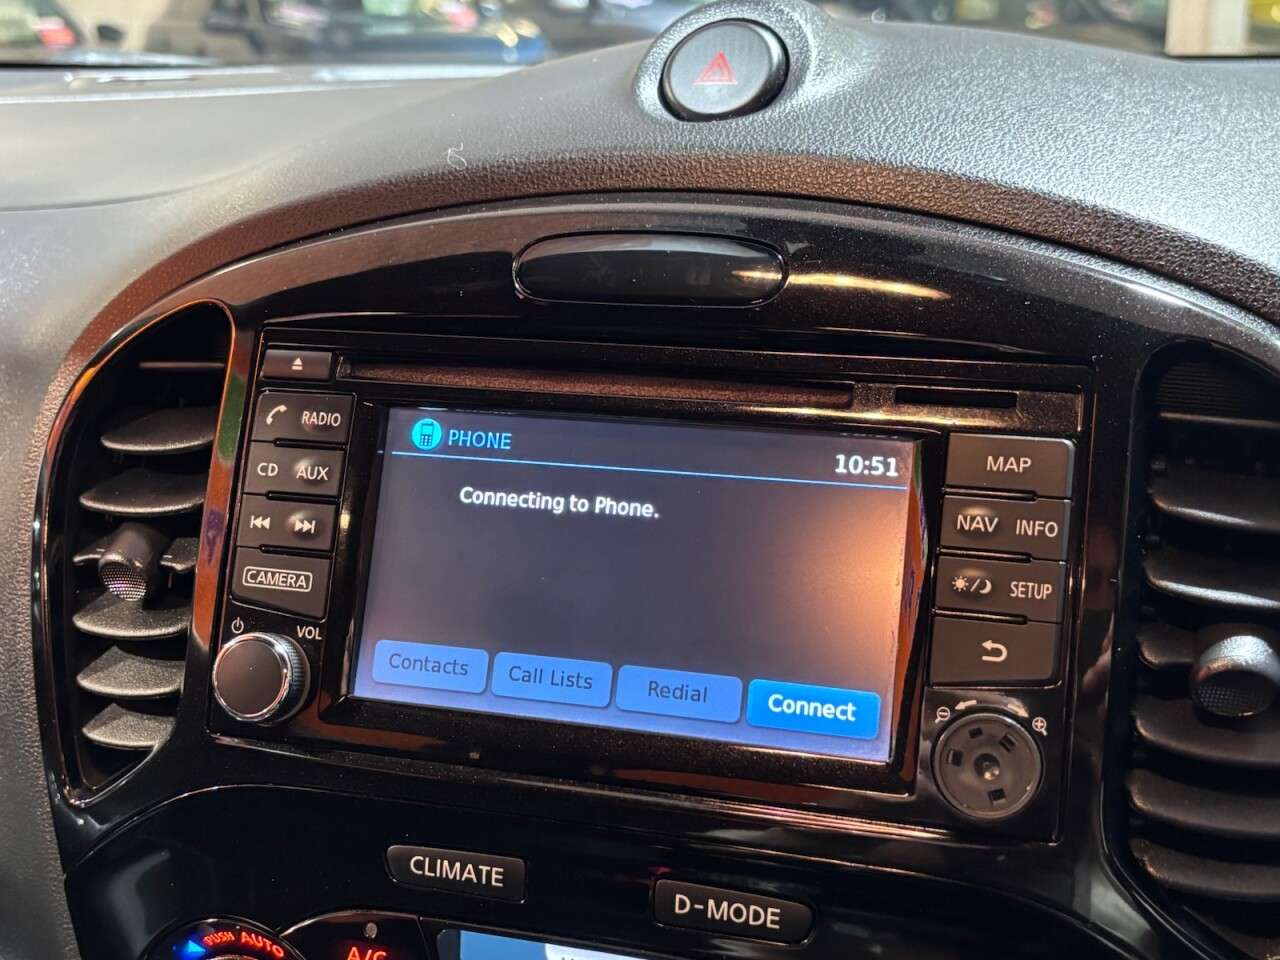 PHONE
10:51
Connecting to Phone.
Contacts
Call Lists
Redial
Connect
RADIO
CD AUX
CAMERA
VOL
MAP
NAV INFO
SETUP
CLIMATE
D-MODE
PUSH AUTO
A/C